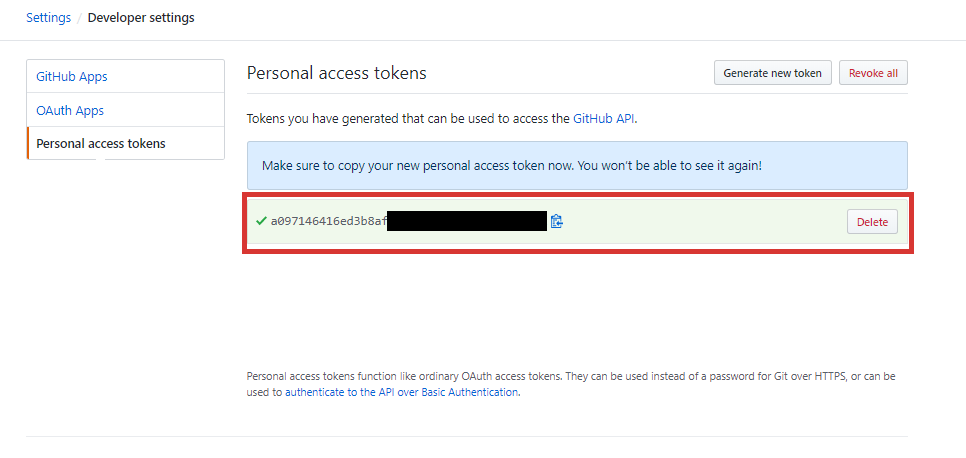 Settings / Developer settings
GitHub Apps
OAuth Apps
Personal access tokens
Personal access tokens
Generate new token
Revoke all
Tokens you have generated that can be used to access the GitHub API.
Make sure to copy your new personal access token now. You won't be able to see it again!
a097146416ed3b8af
Delete
Personal access tokens function like ordinary OAuth access tokens. They can be used instead of a password for Git over HTTPS, or can be
used to authenticate to the API over Basic Authentication.